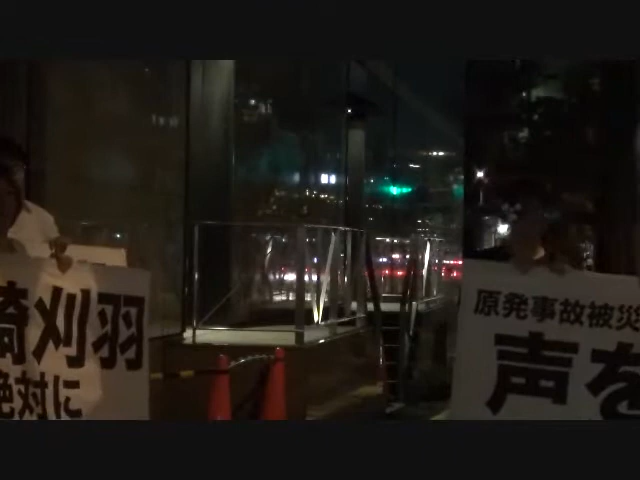 崎刈羽
絶対に
原発事故被災
声を